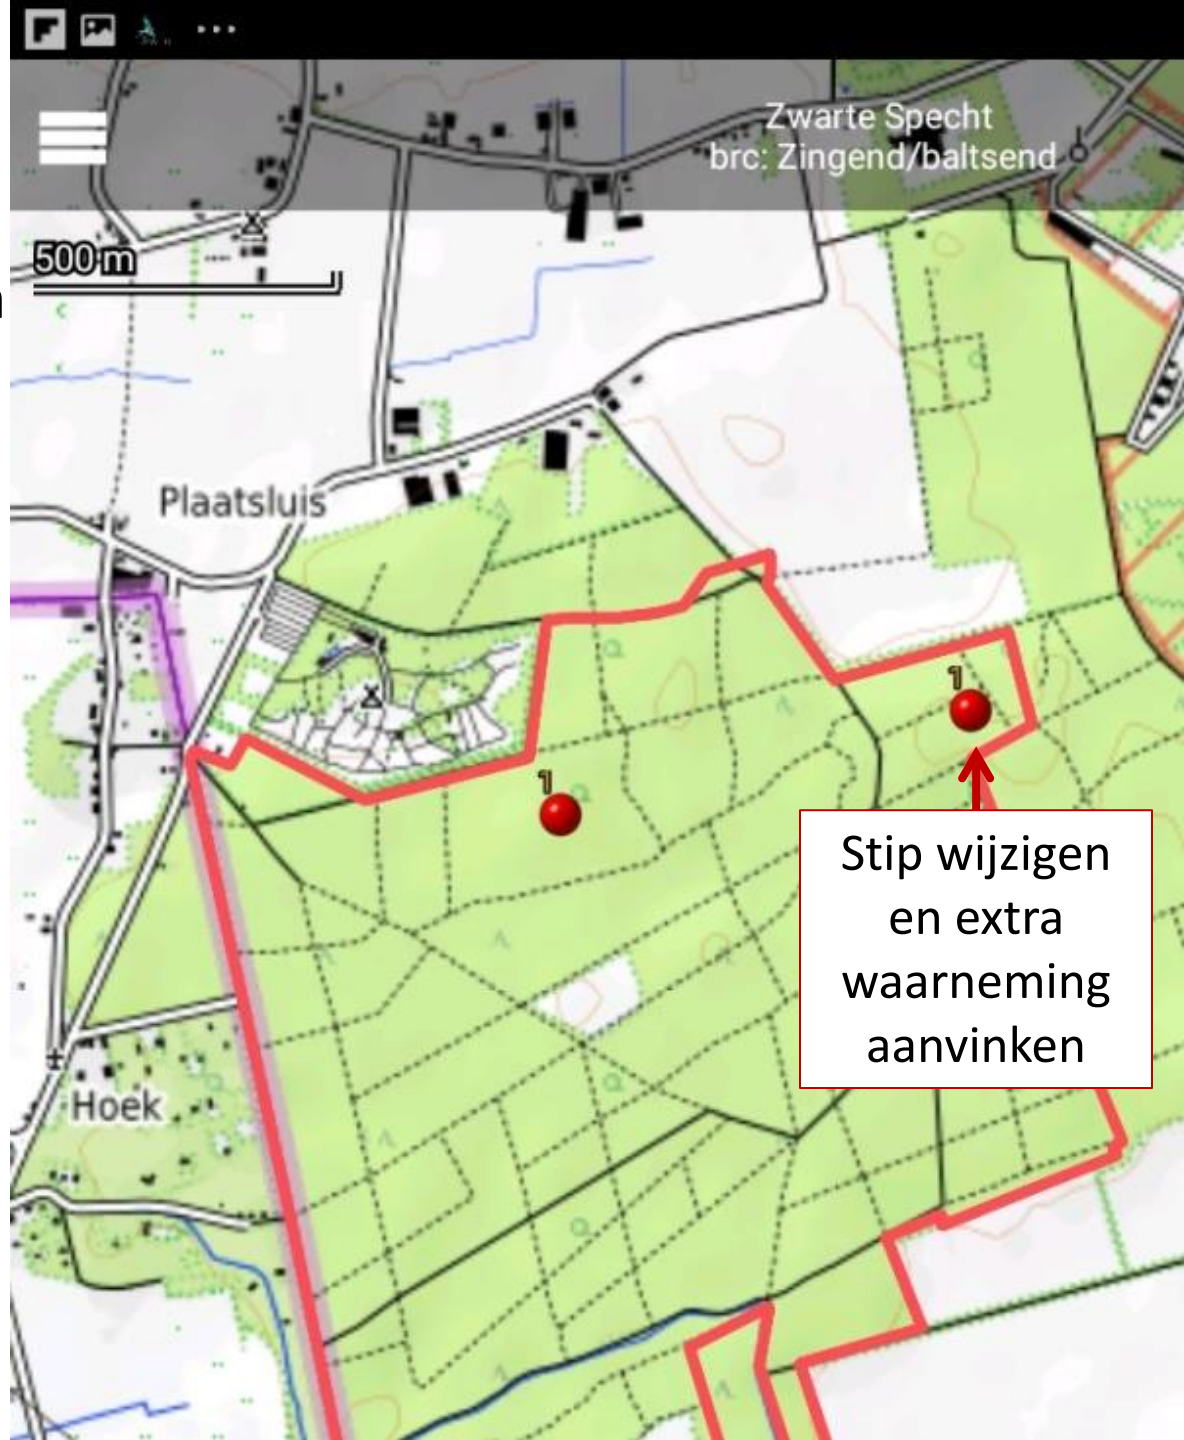 Zwarte Specht
brc: Zingend/baltsend
500 m
Plaatsluis
1
1
Stip wijzigen
en extra
waarneming
aanvinken
Hoek